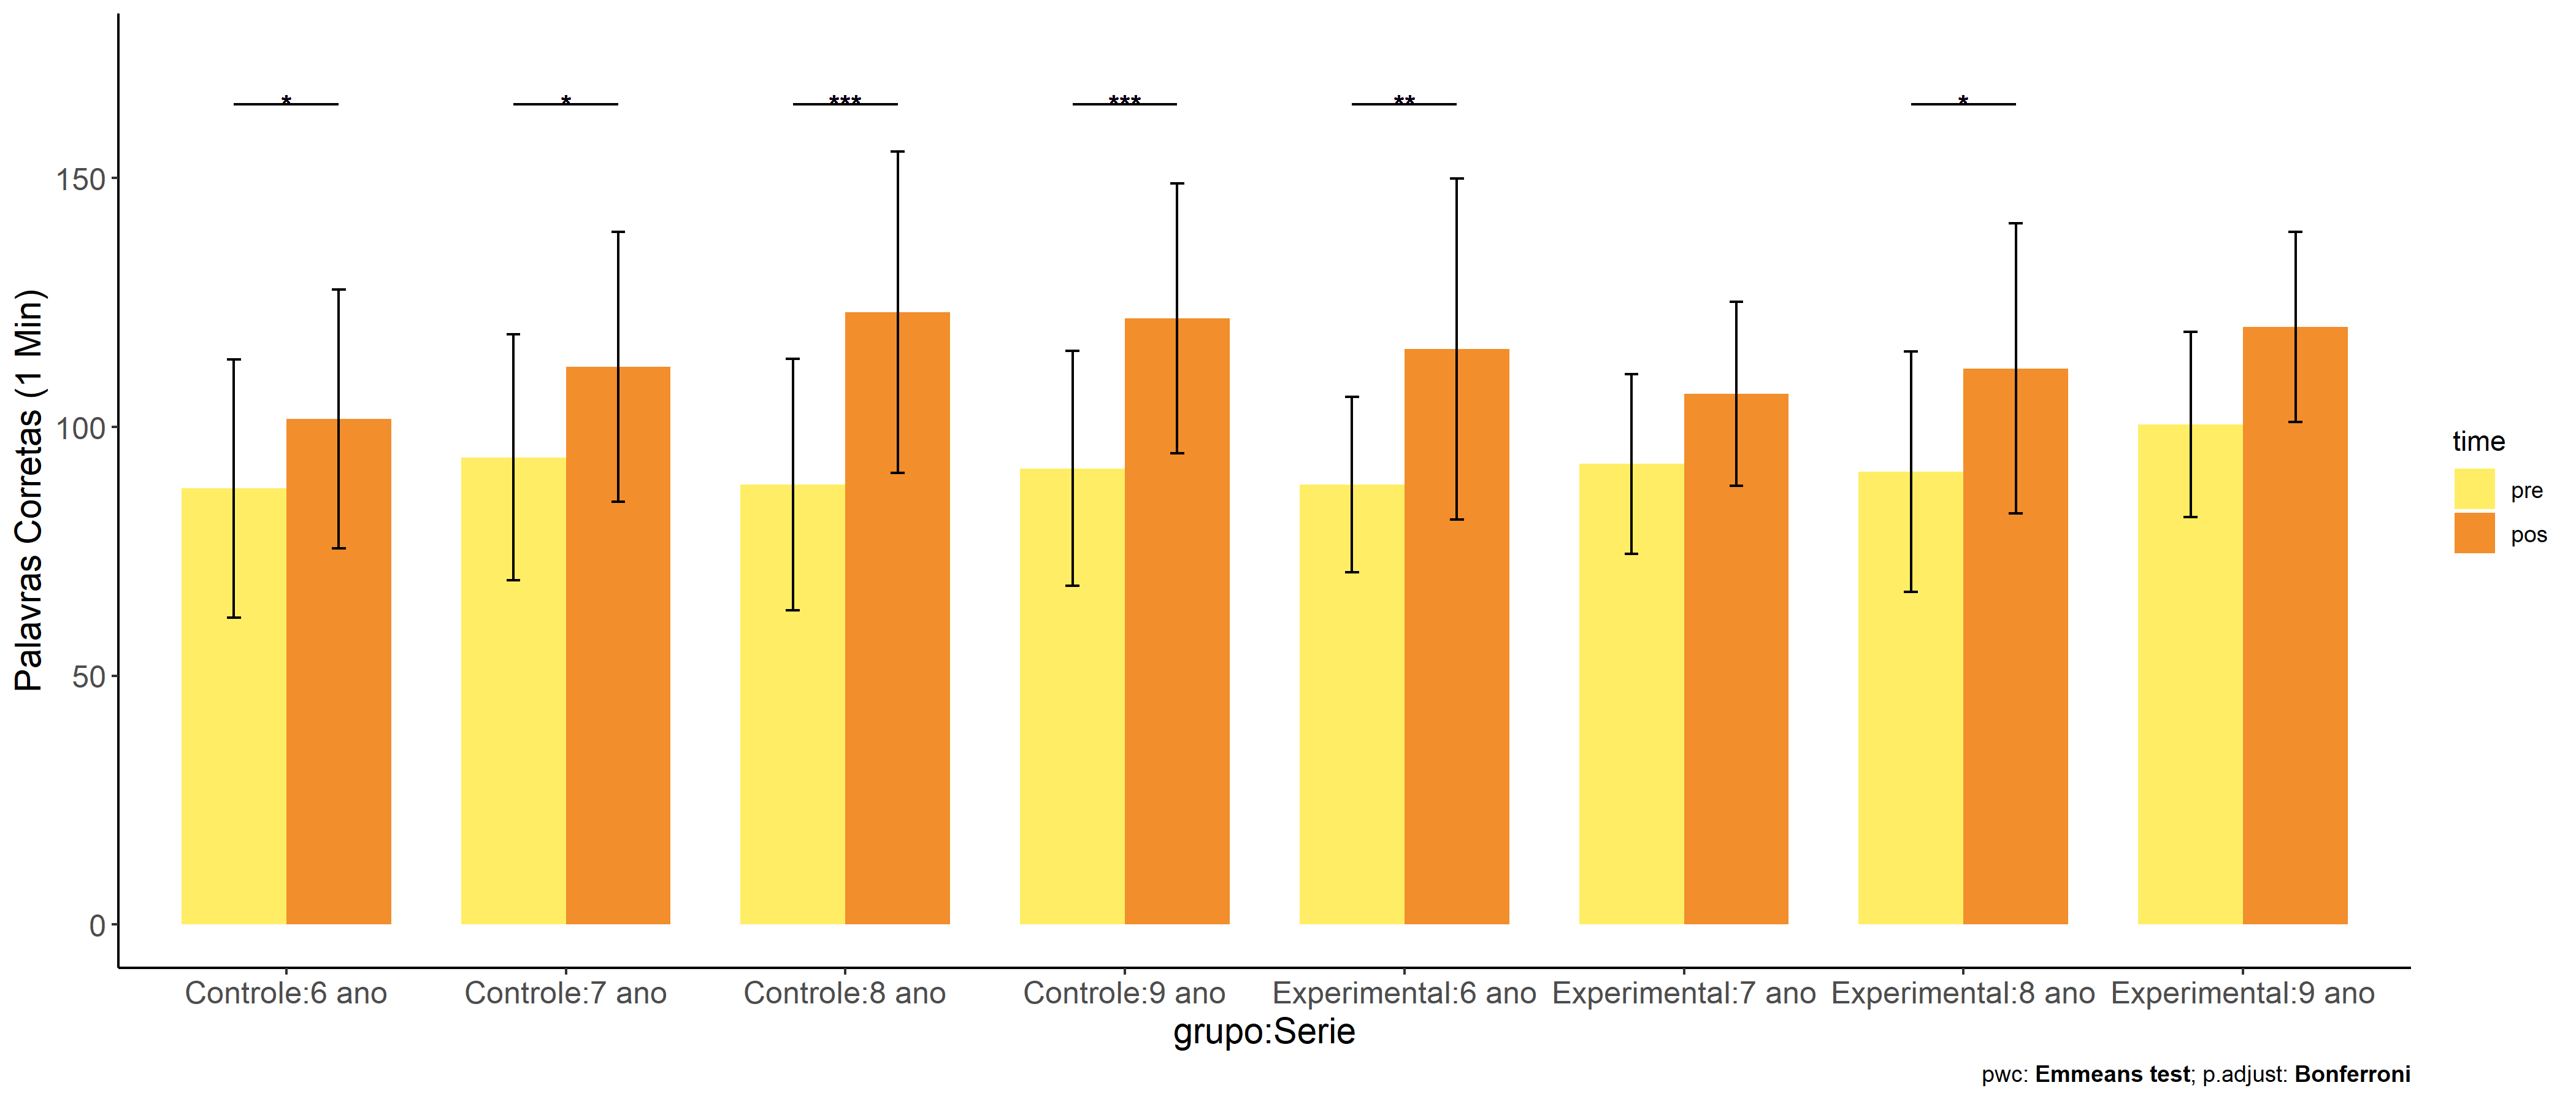 * * *** *** ** *
150
100
50
0
Palavras Corretas (1 Min)
Controle:6 ano Controle:7 ano Controle:8 ano Controle:9 ano Experimental:6 ano Experimental:7 ano Experimental:8 ano Experimental:9 ano
grupo:Serie
time
pre
pos
pwc: Emmeans test; p.adjust: Bonferroni